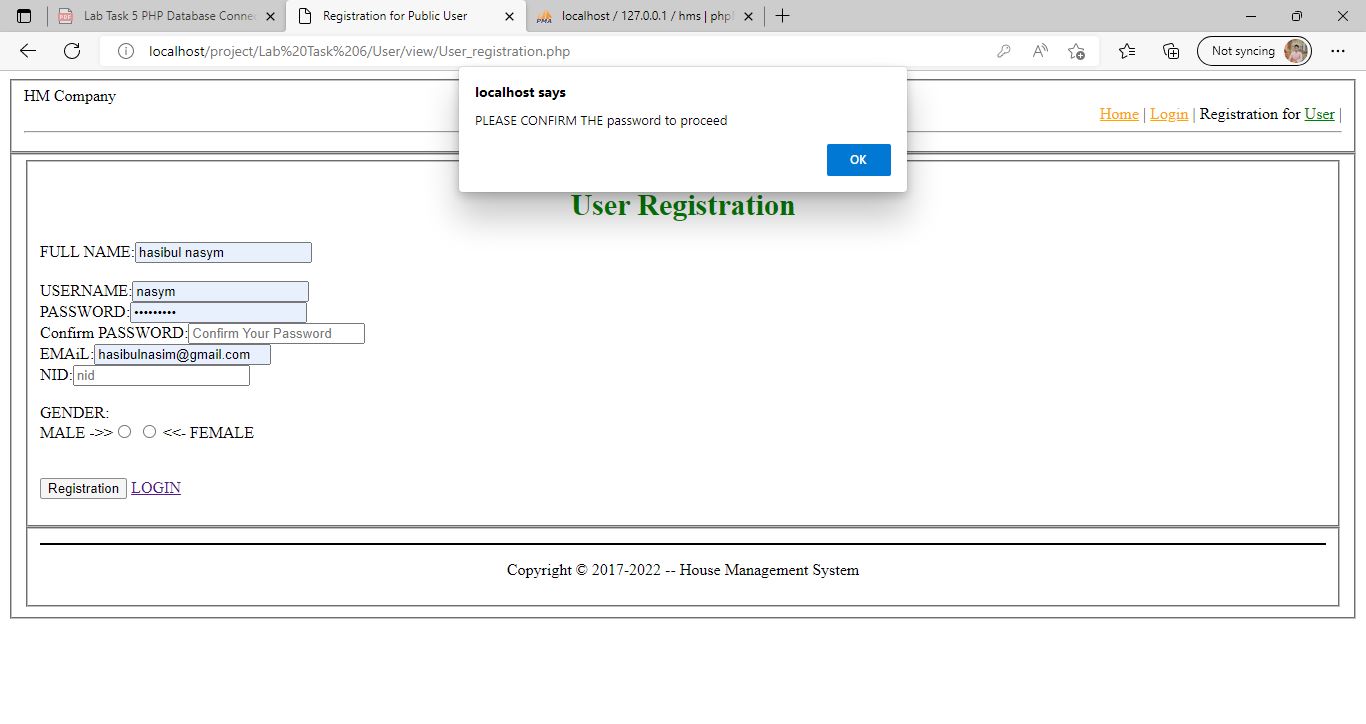 Lab Task 5 PHP Database Connec
Registration for Public User
localhost / 127.0.0.1 / hms | php
localhost/project/Lab%20Task%206/User/view/User_registration.php
Not syncing
localhost says
PLEASE CONFIRM THE password to proceed
OK
HM Company
Home | Login | Registration for User |
User Registration
FULL NAME: hasibul nasym
USERNAME: nasym
PASSWORD: •••••••••
Confirm PASSWORD: Confirm Your Password
EMAiL: hasibulnasim@gmail.com
NID: nid
GENDER:
MALE ->> <<- FEMALE
Registration LOGIN
Copyright © 2017-2022 -- House Management System